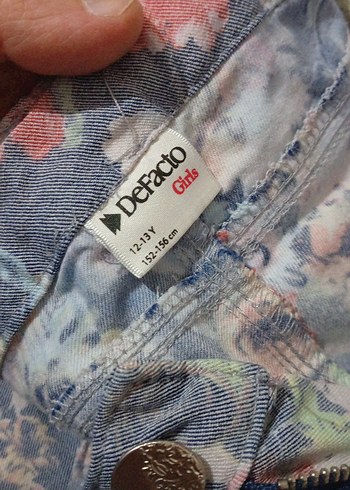 DeFacto
Girls
12-13 Y
152-156 cm